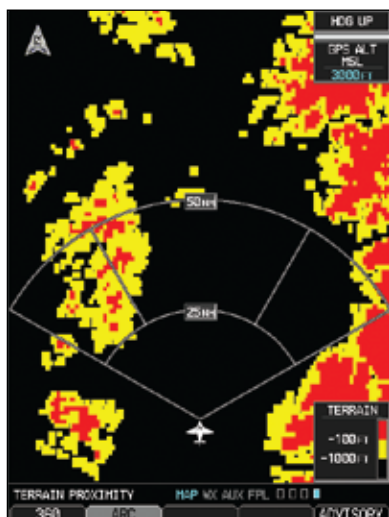 HDG UP
GPS ALT
MSL
3000FT
50NM
25NM
TERRAIN
-100FT
-1000FT
TERRAIN PROXIMITY MAP WX AUX FPL
360 ARC ADVISORY